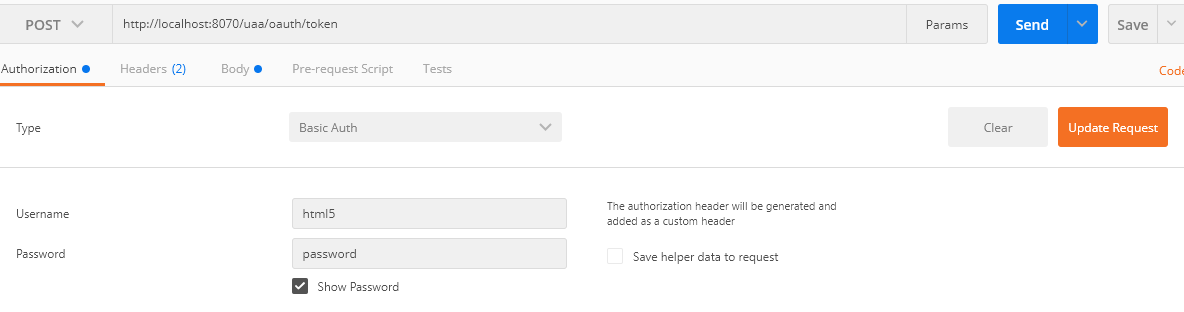 POST http://localhost:8070/uaa/oauth/token Params Send Save
Authorization Headers (2) Body Pre-request Script Tests
Type Basic Auth Clear Update Request
Username html5 The authorization header will be generated and
added as a custom header
Password password Save helper data to request
Show Password